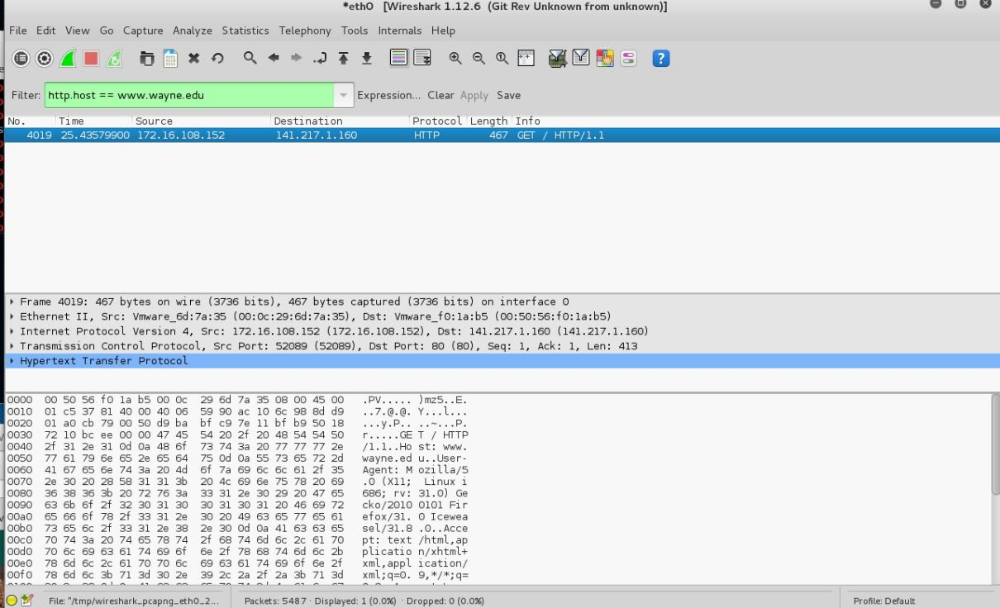 *eth0 [Wireshark 1.12.6 (Git Rev Unknown from unknown)]
File Edit View Go Capture Analyze Statistics Telephony Tools Internals Help
Filter: http.host == www.wayne.edu Expression... Clear Apply Save
No. Time Source Destination Protocol Length Info
4019 25.43579900 172.16.108.152 141.217.1.160 HTTP 467 GET / HTTP/1.1
Frame 4019: 467 bytes on wire (3736 bits), 467 bytes captured (3736 bits) on interface 0
Ethernet II, Src: Vmware_6d:7a:35 (00:0c:29:6d:7a:35), Dst: Vmware_f0:1a:b5 (00:50:56:f0:1a:b5)
Internet Protocol Version 4, Src: 172.16.108.152 (172.16.108.152), Dst: 141.217.1.160 (141.217.1.160)
Transmission Control Protocol, Src Port: 52089 (52089), Dst Port: 80 (80), Seq: 1, Ack: 1, Len: 413
Hypertext Transfer Protocol
0000 00 50 56 f0 1a b5 00 0c 29 6d 7a 35 08 00 45 00 .PV..... )mz5..E.
0010 01 c5 37 81 40 00 40 06 59 90 ac 10 6c 98 8d d9 ..7.@.@. Y...l...
0020 01 a0 cb 79 00 50 d9 ba bf c9 7e 11 bf b9 50 18 ...y.P.. ..~...P.
0030 72 10 bc ee 00 00 47 45 54 20 2f 20 48 54 54 50 r.....GE T / HTTP
0040 2f 31 2e 31 0d 0a 48 6f 73 74 3a 20 77 77 77 2e /1.1..Ho st: www.
0050 77 61 79 6e 65 2e 65 64 75 0d 0a 55 73 65 72 2d wayne.ed u..User-
0060 41 67 65 6e 74 3a 20 4d 6f 7a 69 6c 6c 61 2f 35 Agent: M ozilla/5
0070 2e 30 20 28 58 31 31 3b 20 4c 69 6e 75 78 20 69 .0 (X11; Linux i
0080 36 38 36 3b 20 72 76 3a 33 31 2e 30 29 20 47 65 686; rv: 31.0) Ge
0090 63 6b 6f 2f 32 30 31 30 30 31 30 31 20 46 69 72 cko/2010 0101 Fir
00a0 65 66 6f 78 2f 33 31 2e 30 20 49 63 65 77 65 61 efox/31. 0 Icewea
00b0 73 65 6c 2f 33 31 2e 38 2e 30 0d 0a 41 63 63 65 sel/31.8 .0..Acce
00c0 70 74 3a 20 74 65 78 74 2f 68 74 6d 6c 2c 61 70 pt: text /html,ap
00d0 70 6c 69 63 61 74 69 6f 6e 2f 78 68 74 6d 6c 2b plicatio n/xhtml+
00e0 78 6d 6c 2c 61 70 70 6c 69 63 61 74 69 6f 6e 2f xml,appl ication/
00f0 78 6d 6c 3b 71 3d 30 2e 39 2c 2a 2f 2a 3b 71 3d xml;q=0. 9,*/*;q=
File: "/tmp/wireshark_pcapng_eth0_2... Packets: 5487 · Displayed: 1 (0.0%) · Dropped: 0 (0.0%) Profile: Default